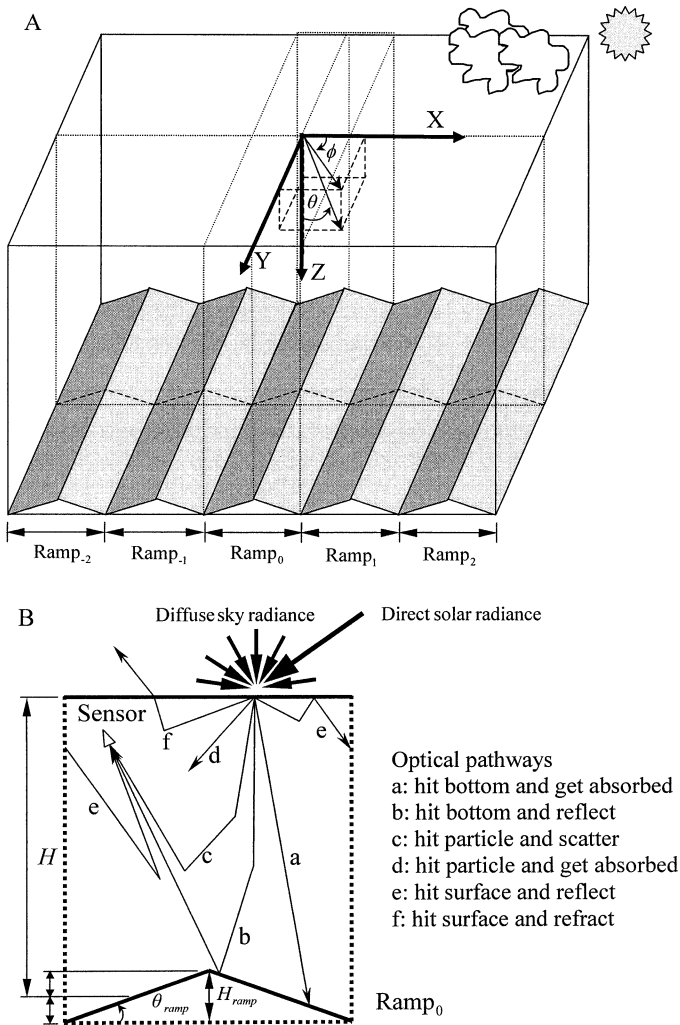 A
X
ϕ
θ
Y
Z
Ramp-2
Ramp-1
Ramp0
Ramp1
Ramp2
B
Diffuse sky radiance
Direct solar radiance
Sensor
f
d
e
e
H
c
a
b
Optical pathways
a: hit bottom and get absorbed
b: hit bottom and reflect
c: hit particle and scatter
d: hit particle and get absorbed
e: hit surface and reflect
f: hit surface and refract
θramp
Hramp
Ramp0